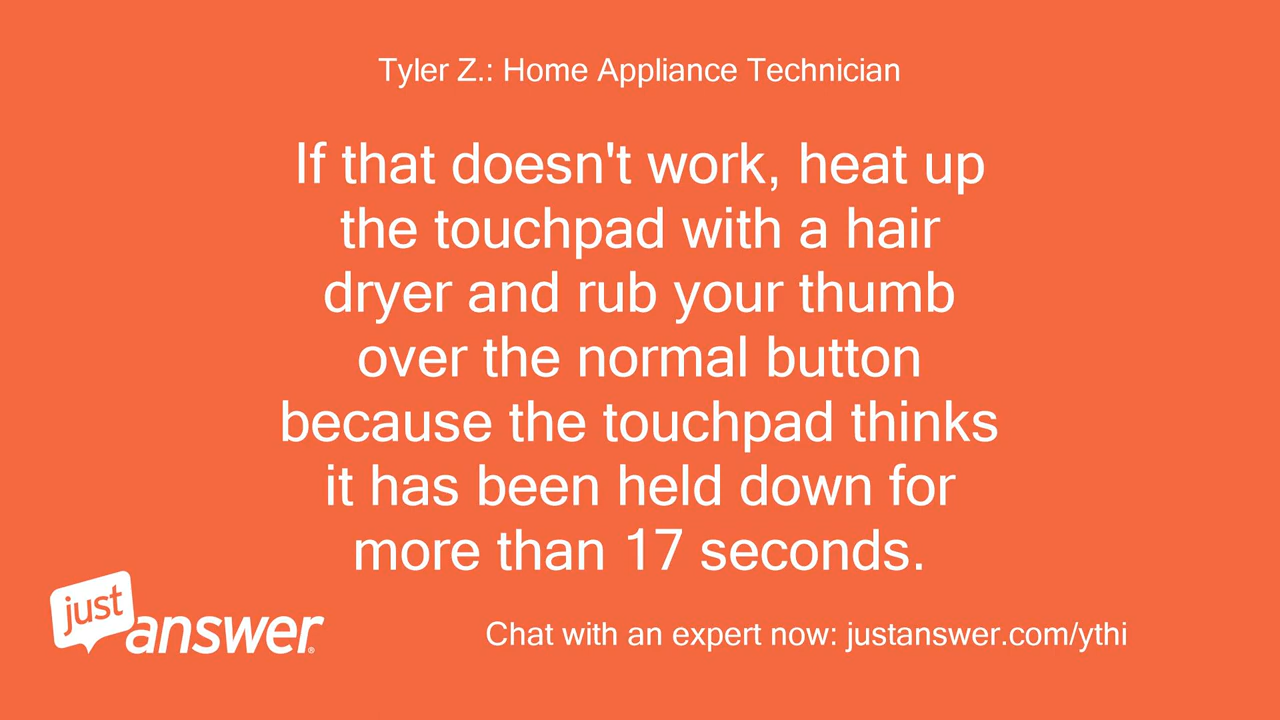 Tyler Z.: Home Appliance Technician
If that doesn't work, heat up
the touchpad with a hair
dryer and rub your thumb
over the normal button
because the touchpad thinks
it has been held down for
more than 17 seconds.
just
answer®
Chat with an expert now: justanswer.com/ythi